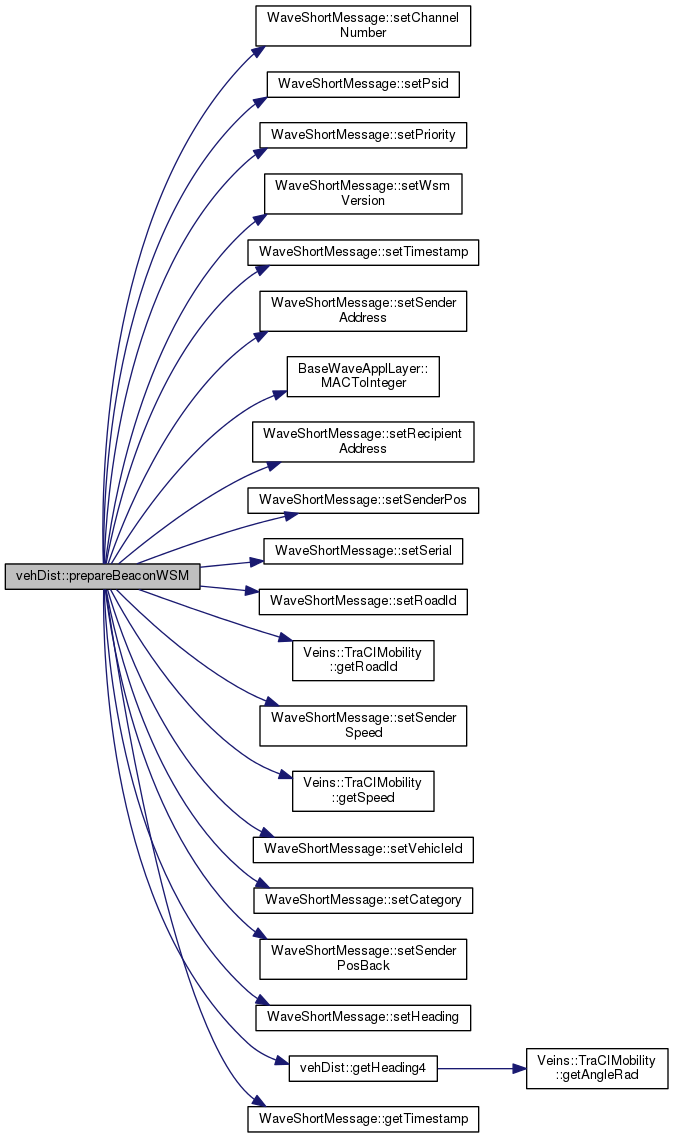 WaveShortMessage::setChannel
Number
WaveShortMessage::setPsid
WaveShortMessage::setPriority
WaveShortMessage::setWsm
Version
WaveShortMessage::setTimestamp
WaveShortMessage::setSender
Address
BaseWaveApplLayer::
MACToInteger
WaveShortMessage::setRecipient
Address
WaveShortMessage::setSenderPos
WaveShortMessage::setSerial
vehDist::prepareBeaconWSM
WaveShortMessage::setRoadId
Veins::TraCIMobility
::getRoadId
WaveShortMessage::setSender
Speed
Veins::TraCIMobility
::getSpeed
WaveShortMessage::setVehicleId
WaveShortMessage::setCategory
WaveShortMessage::setSender
PosBack
WaveShortMessage::setHeading
vehDist::getHeading4
Veins::TraCIMobility
::getAngleRad
WaveShortMessage::getTimestamp